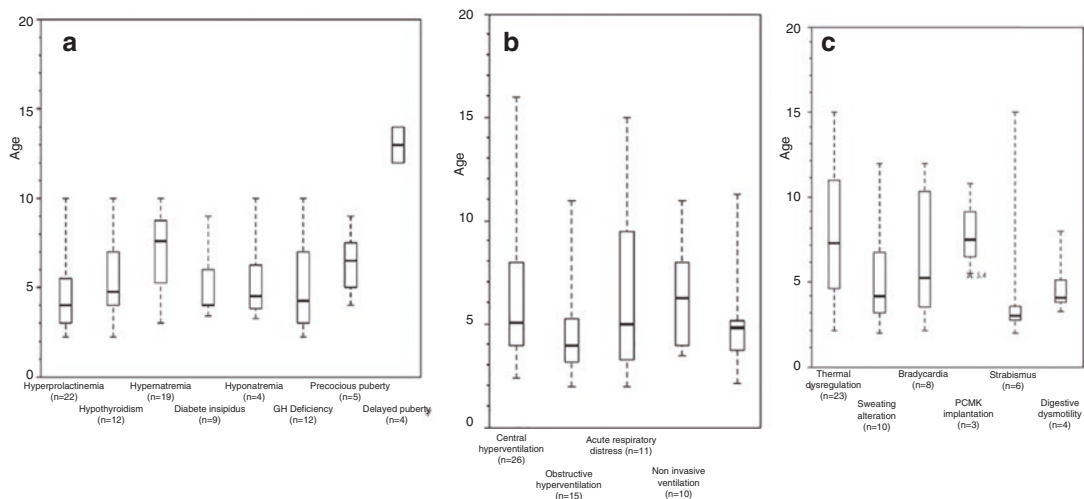 a
20
15
10
5
0
Age
Hyperprolactinemia
(n=22)
Hypothyroidism
(n=12)
Hypernatremia
(n=19)
Diabete insipidus
(n=9)
Hyponatremia
(n=4)
GH Deficiency
(n=12)
Precocious puberty
(n=5)
Delayed puberty
(n=4)
b
20
15
10
5
0
Age
Central
hyperventilation
(n=26)
Obstructive
hyperventilation
(n=15)
Acute respiratory
distress (n=11)
Non invasive
ventilation
(n=10)
c
20
15
10
5
0
Age
5,4
Thermal
dysregulation
(n=23)
Sweating
alteration
(n=10)
Bradycardia
(n=8)
PCMK
implantation
(n=3)
Strabismus
(n=6)
Digestive
dysmotility
(n=4)